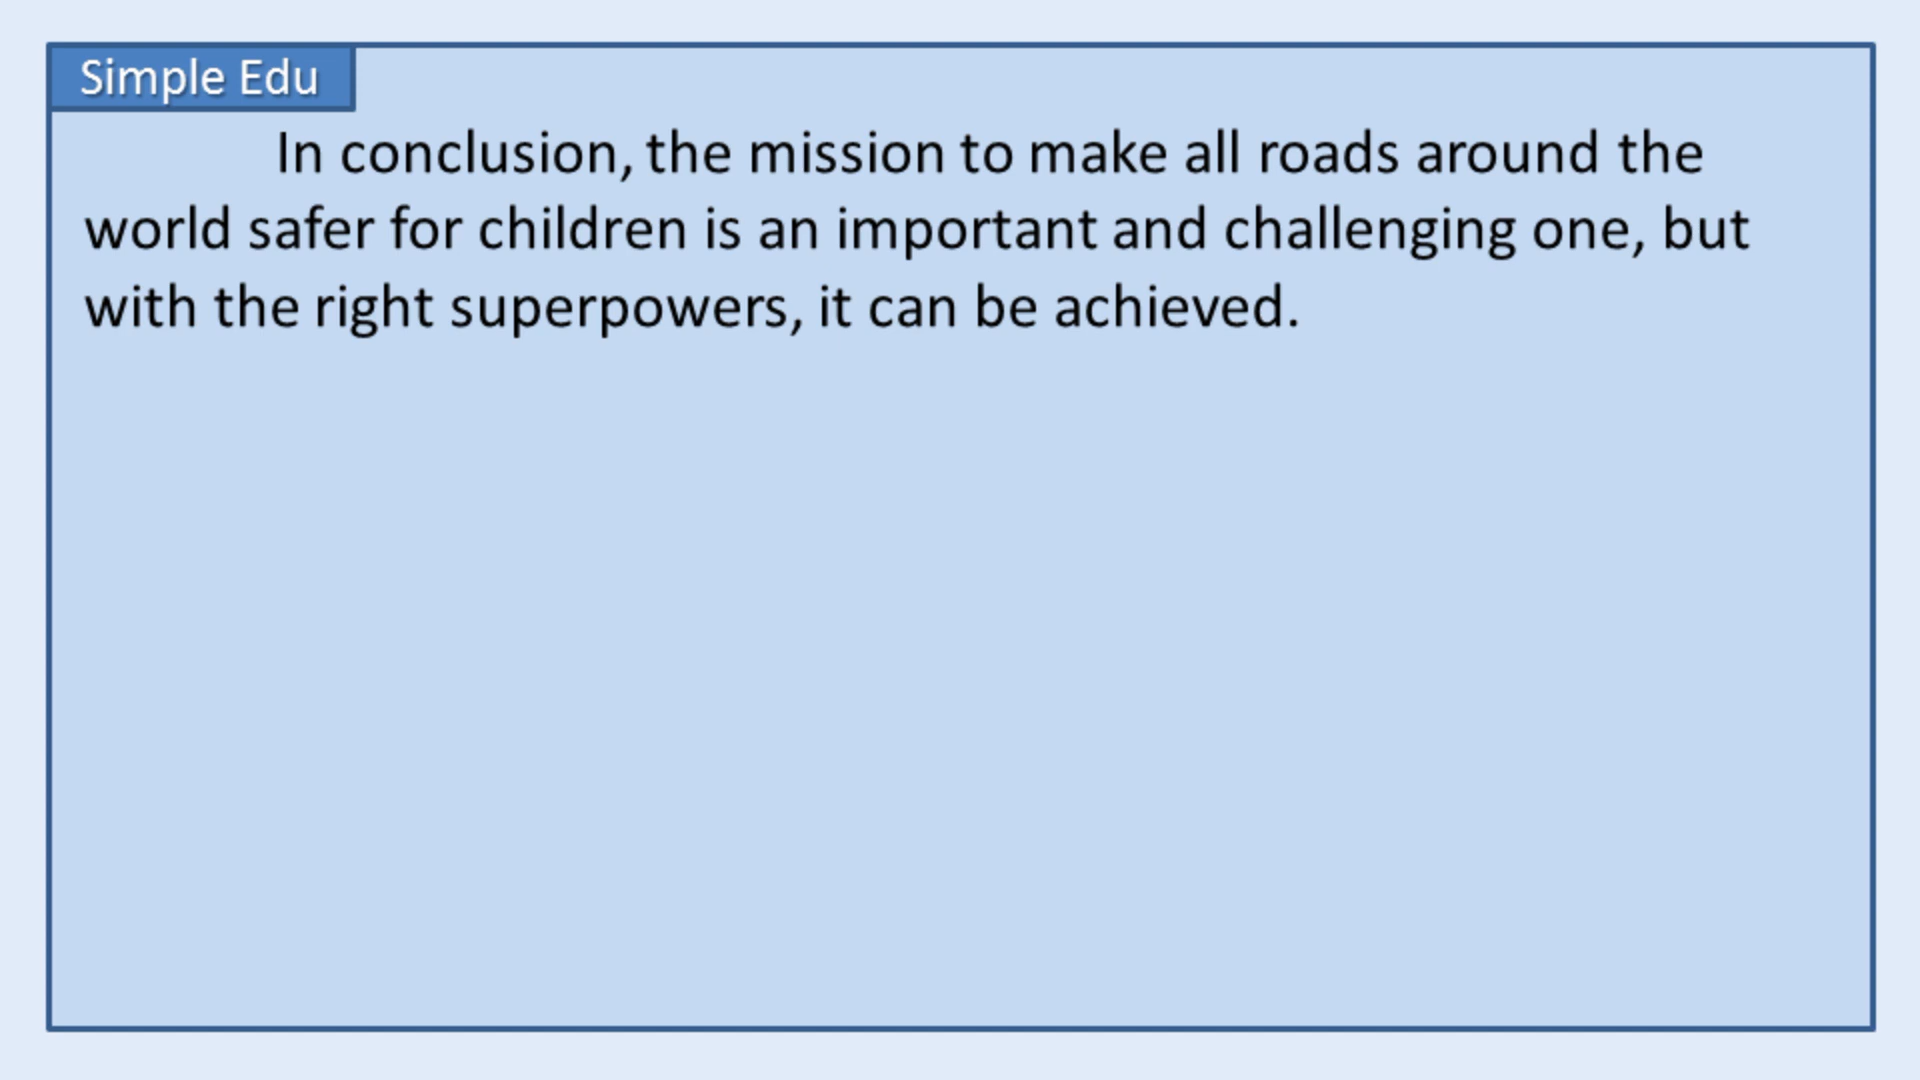 Simple Edu
In conclusion, the mission to make all roads around the
world safer for children is an important and challenging one, but
with the right superpowers, it can be achieved.